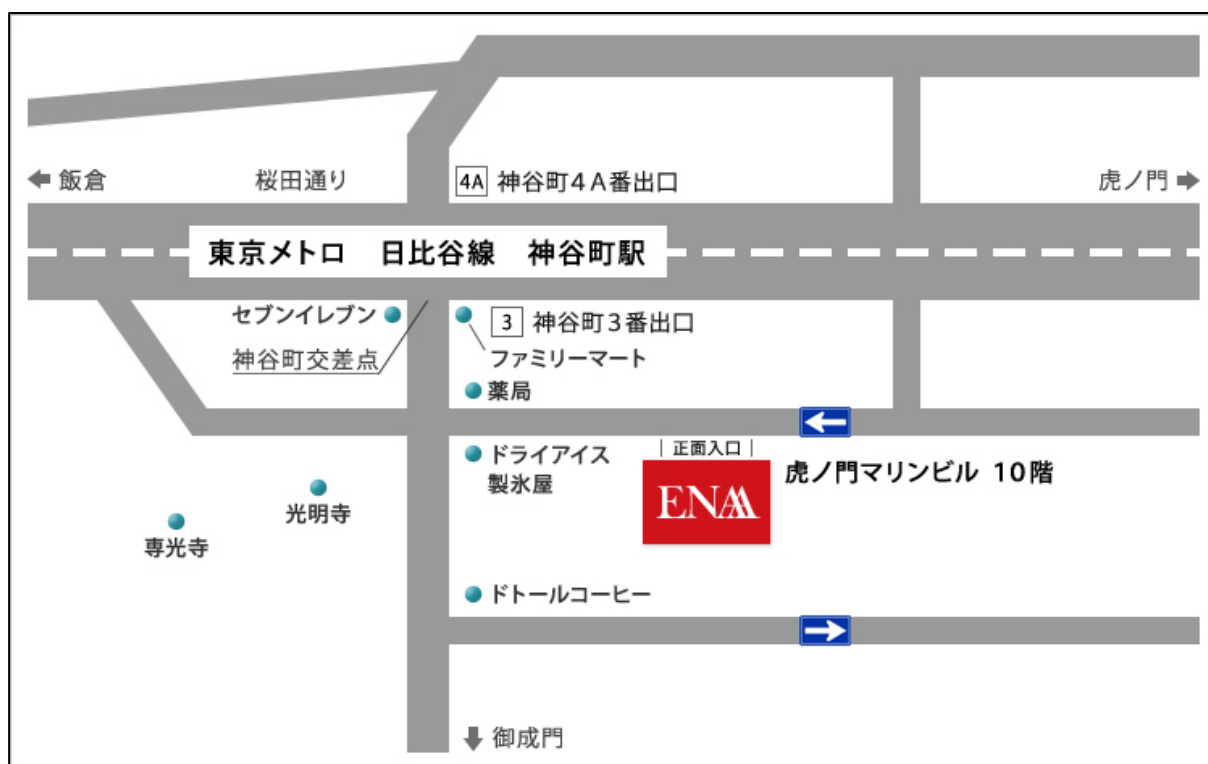 飯倉
桜田通り
4A 神谷町4A番出口
虎ノ門
東京メトロ 日比谷線 神谷町駅
セブンイレブン
3 神谷町3番出口
神谷町交差点
ファミリーマート
薬局
正面入口
ドライアイス
製氷屋
ENAA
虎ノ門マリンビル 10階
光明寺
専光寺
ドトールコーヒー
御成門